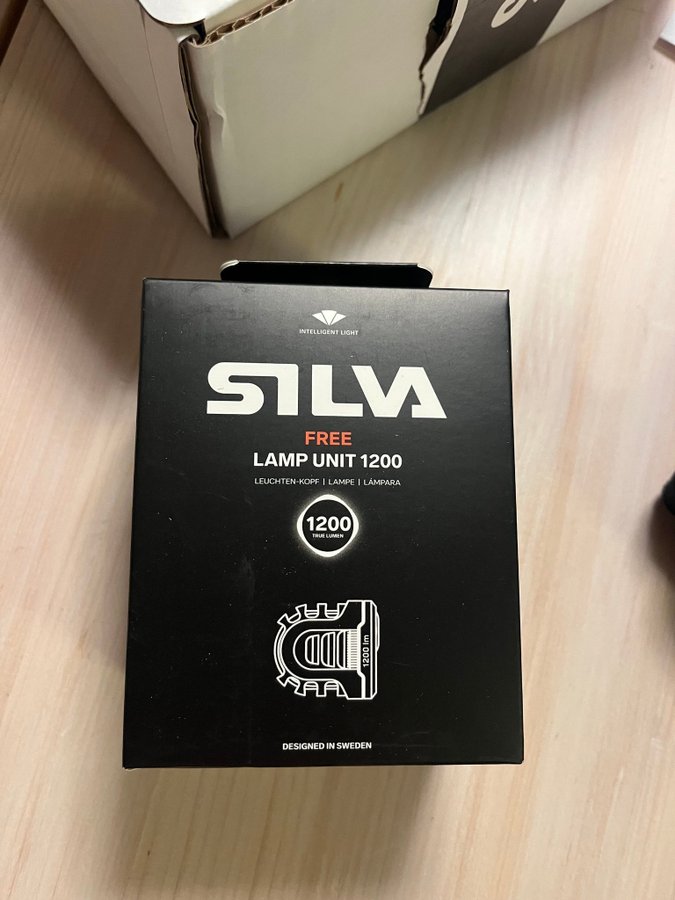 INTELLIGENT LIGHT
SILVA
FREE
LAMP UNIT 1200
LEUCHTEN-KOPF | LAMPE | LÁMPARA
1200
TRUE LUMEN
1200 lm
DESIGNED IN SWEDEN